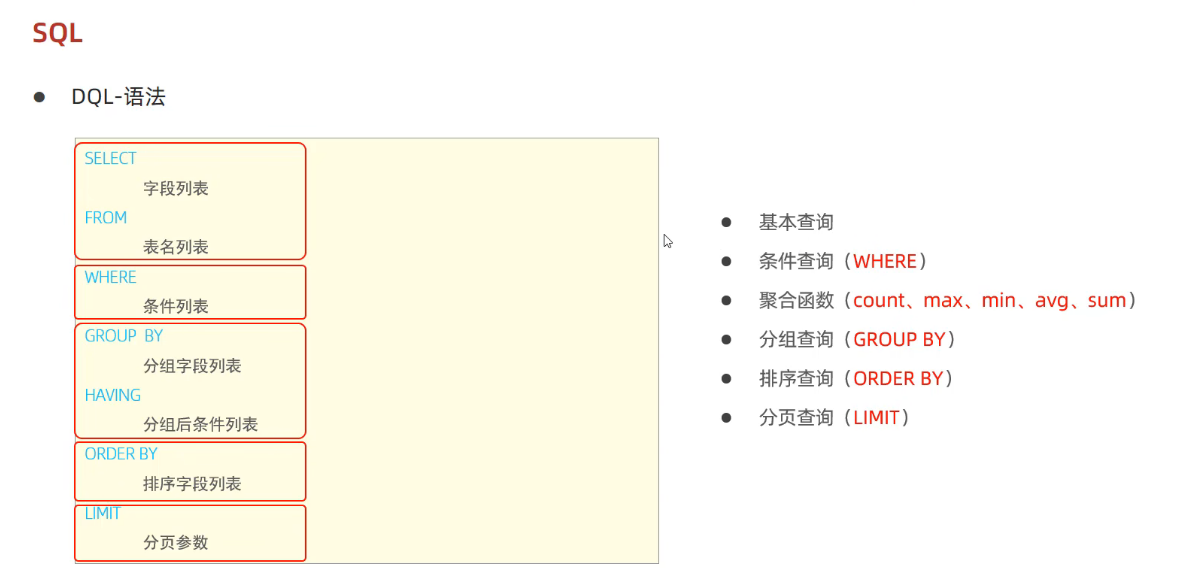 SQL
DQL-语法
SELECT
字段列表
FROM
表名列表
WHERE
条件列表
GROUP BY
分组字段列表
HAVING
分组后条件列表
ORDER BY
排序字段列表
LIMIT
分页参数
基本查询
条件查询（WHERE）
聚合函数（count、max、min、avg、sum）
分组查询（GROUP BY）
排序查询（ORDER BY）
分页查询（LIMIT）